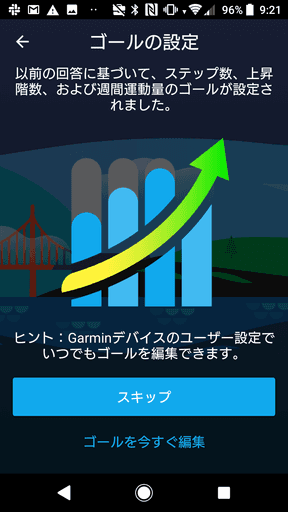 96% 9:21
ゴールの設定
以前の回答に基づいて、ステップ数、上昇
階数、および週間運動量のゴールが設定さ
れました。
ヒント：Garminデバイスのユーザー設定で
いつでもゴールを編集できます。
スキップ
ゴールを今すぐ編集